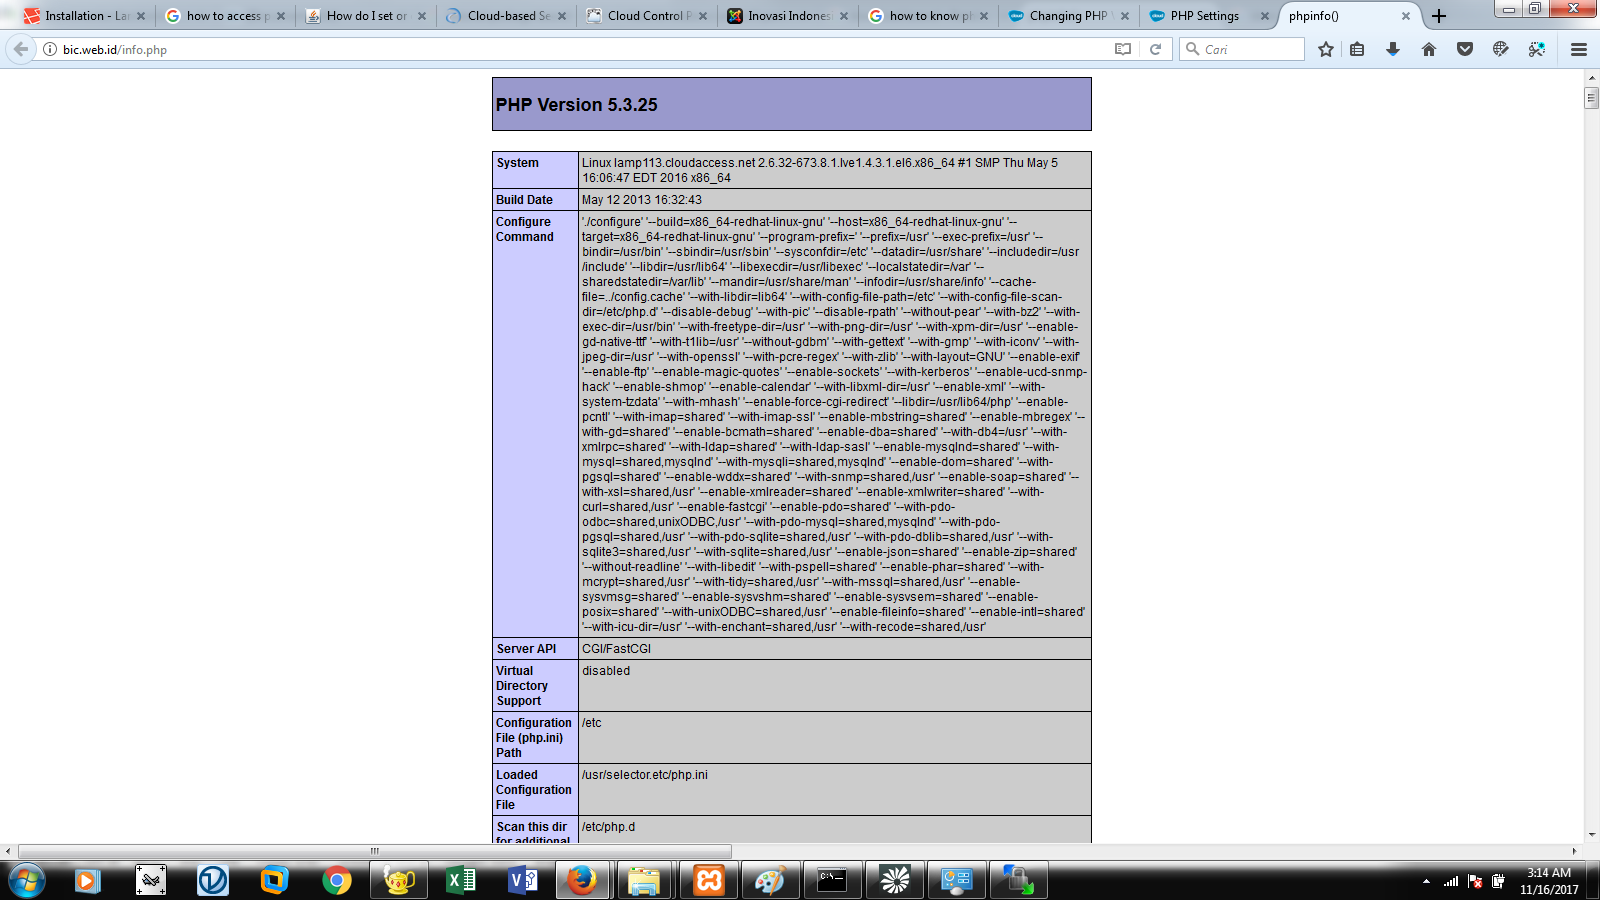 Installation - La
how to access p
How do I set or
Cloud-based Se
Cloud Control P
Inovasi Indones
how to know ph
Changing PHP V
PHP Settings
phpinfo()
bic.web.id/info.php
Cari
PHP Version 5.3.25
System
Linux lamp113.cloudaccess.net 2.6.32-673.8.1.lve1.4.3.1.el6.x86_64 #1 SMP Thu May 5
16:06:47 EDT 2016 x86_64
Build Date
May 12 2013 16:32:43
Configure
Command
'./configure' '--build=x86_64-redhat-linux-gnu' '--host=x86_64-redhat-linux-gnu' '--
target=x86_64-redhat-linux-gnu' '--program-prefix=' '--prefix=/usr' '--exec-prefix=/usr' '--
bindir=/usr/bin' '--sbindir=/usr/sbin' '--sysconfdir=/etc' '--datadir=/usr/share' '--includedir=/usr
/include' '--libdir=/usr/lib64' '--libexecdir=/usr/libexec' '--localstatedir=/var' '--
sharedstatedir=/var/lib' '--mandir=/usr/share/man' '--infodir=/usr/share/info' '--cache-
file=../config.cache' '--with-libdir=lib64' '--with-config-file-path=/etc' '--with-config-file-scan-
dir=/etc/php.d' '--disable-debug' '--with-pic' '--disable-rpath' '--without-pear' '--with-bz2' '--with-
exec-dir=/usr/bin' '--with-freetype-dir=/usr' '--with-png-dir=/usr' '--with-xpm-dir=/usr' '--enable-
gd-native-ttf' '--with-t1lib=/usr' '--without-gdbm' '--with-gettext' '--with-gmp' '--with-iconv' '--with-
jpeg-dir=/usr' '--with-openssl' '--with-pcre-regex' '--with-zlib' '--with-layout=GNU' '--enable-exif'
'--enable-ftp' '--enable-magic-quotes' '--enable-sockets' '--with-kerberos' '--enable-ucd-snmp-
hack' '--enable-shmop' '--enable-calendar' '--with-libxml-dir=/usr' '--enable-xml' '--with-
system-tzdata' '--with-mhash' '--enable-force-cgi-redirect' '--libdir=/usr/lib64/php' '--enable-
pcntl' '--with-imap=shared' '--with-imap-ssl' '--enable-mbstring=shared' '--enable-mbregex' '--
with-gd=shared' '--enable-bcmath=shared' '--enable-dba=shared' '--with-db4=/usr' '--with-
xmlrpc=shared' '--with-ldap=shared' '--with-ldap-sasl' '--enable-mysqlnd=shared' '--with-
mysql=shared,mysqlnd' '--with-mysqli=shared,mysqlnd' '--enable-dom=shared' '--with-
pgsql=shared' '--enable-wddx=shared' '--with-snmp=shared,/usr' '--enable-soap=shared' '--
with-xsl=shared,/usr' '--enable-xmlreader=shared' '--enable-xmlwriter=shared' '--with-
curl=shared,/usr' '--enable-fastcgi' '--enable-pdo=shared' '--with-pdo-
odbc=shared,unixODBC,/usr' '--with-pdo-mysql=shared,mysqlnd' '--with-pdo-
pgsql=shared,/usr' '--with-pdo-sqlite=shared,/usr' '--with-pdo-dblib=shared,/usr' '--with-
sqlite3=shared,/usr' '--with-sqlite=shared,/usr' '--enable-json=shared' '--enable-zip=shared'
'--without-readline' '--with-libedit' '--with-pspell=shared' '--enable-phar=shared' '--with-
mcrypt=shared,/usr' '--with-tidy=shared,/usr' '--with-mssql=shared,/usr' '--enable-
sysvmsg=shared' '--enable-sysvshm=shared' '--enable-sysvsem=shared' '--enable-
posix=shared' '--with-unixODBC=shared,/usr' '--enable-fileinfo=shared' '--enable-intl=shared'
'--with-icu-dir=/usr' '--with-enchant=shared,/usr' '--with-recode=shared,/usr'
Server API
CGI/FastCGI
Virtual
Directory
Support
disabled
Configuration
File (php.ini)
Path
/etc
Loaded
Configuration
File
/usr/selector.etc/php.ini
Scan this dir
for additional
/etc/php.d
3:14 AM
11/16/2017